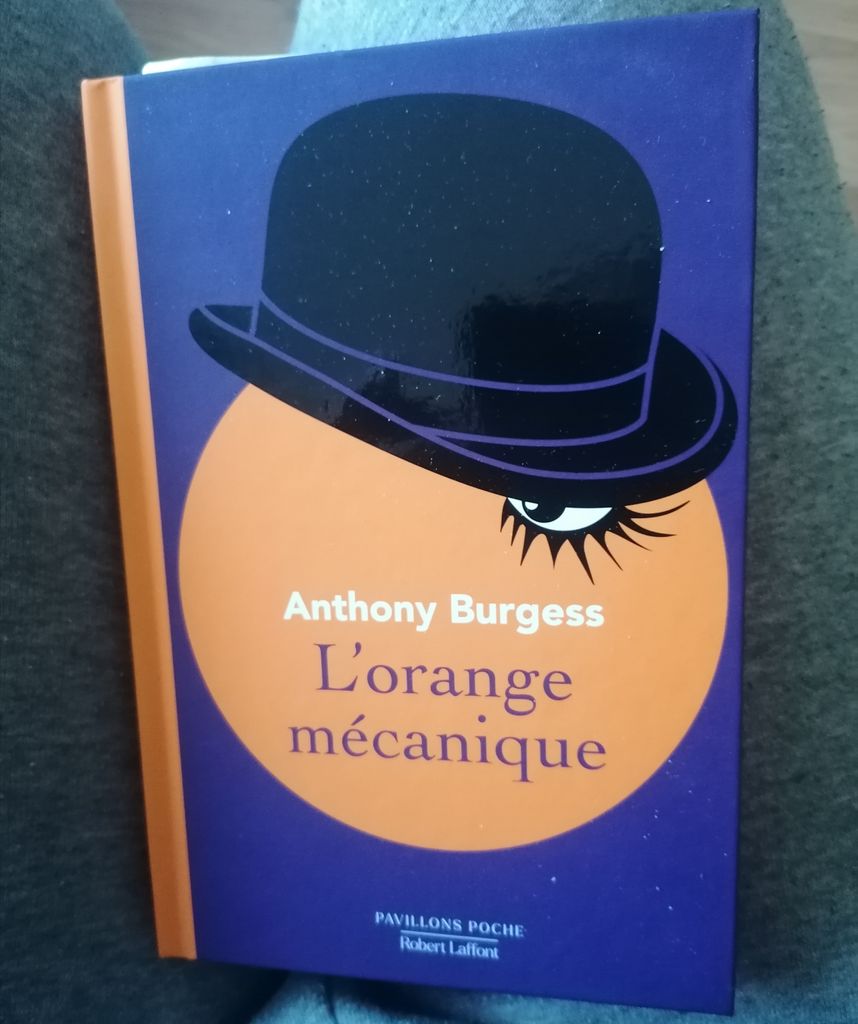 Anthony Burgess
L'orange
mécanique
PAVILLONS POCHE
Robert Laffont